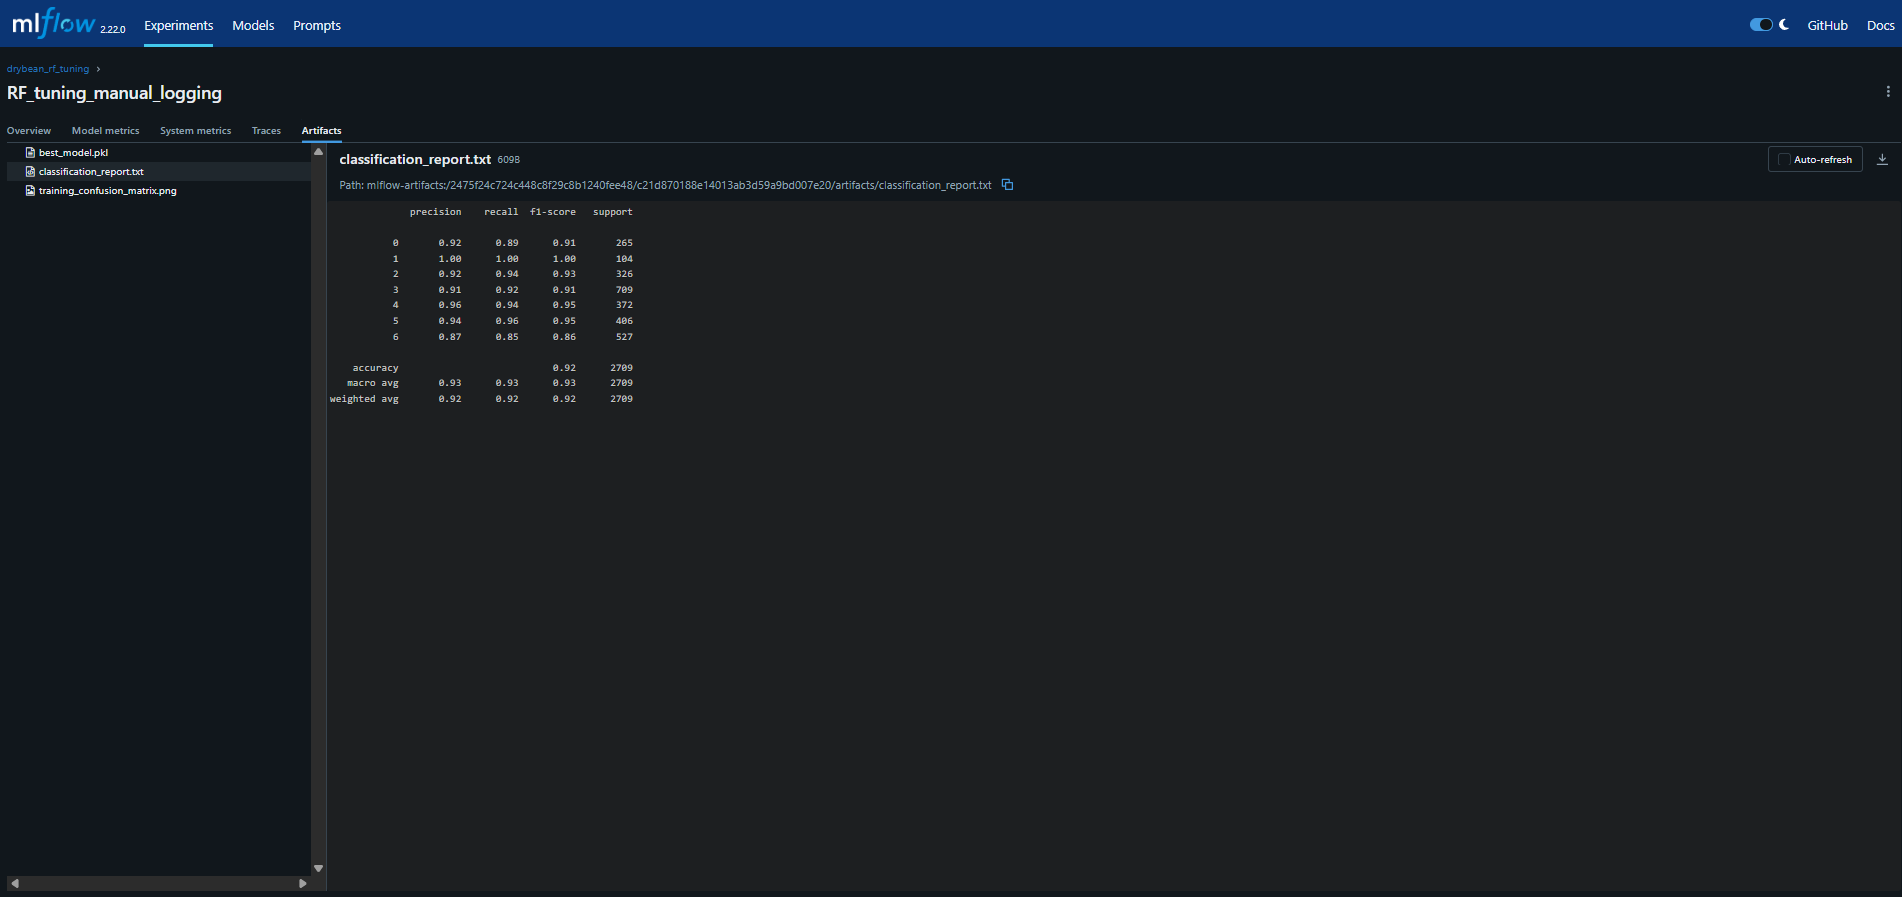 mlflow 2.22.0 Experiments Models Prompts GitHub Docs
drybean_rf_tuning ›
RF_tuning_manual_logging
Overview Model metrics System metrics Traces Artifacts
best_model.pkl
classification_report.txt
training_confusion_matrix.png
classification_report.txt 609B Auto-refresh
Path: mlflow-artifacts:/2475f24c724c448c8f29c8b1240fee48/c21d870188e14013ab3d59a9bd007e20/artifacts/classification_report.txt
precision recall f1-score support
0 0.92 0.89 0.91 265
1 1.00 1.00 1.00 104
2 0.92 0.94 0.93 326
3 0.91 0.92 0.91 709
4 0.96 0.94 0.95 372
5 0.94 0.96 0.95 406
6 0.87 0.85 0.86 527
accuracy 0.92 2709
macro avg 0.93 0.93 0.93 2709
weighted avg 0.92 0.92 0.92 2709